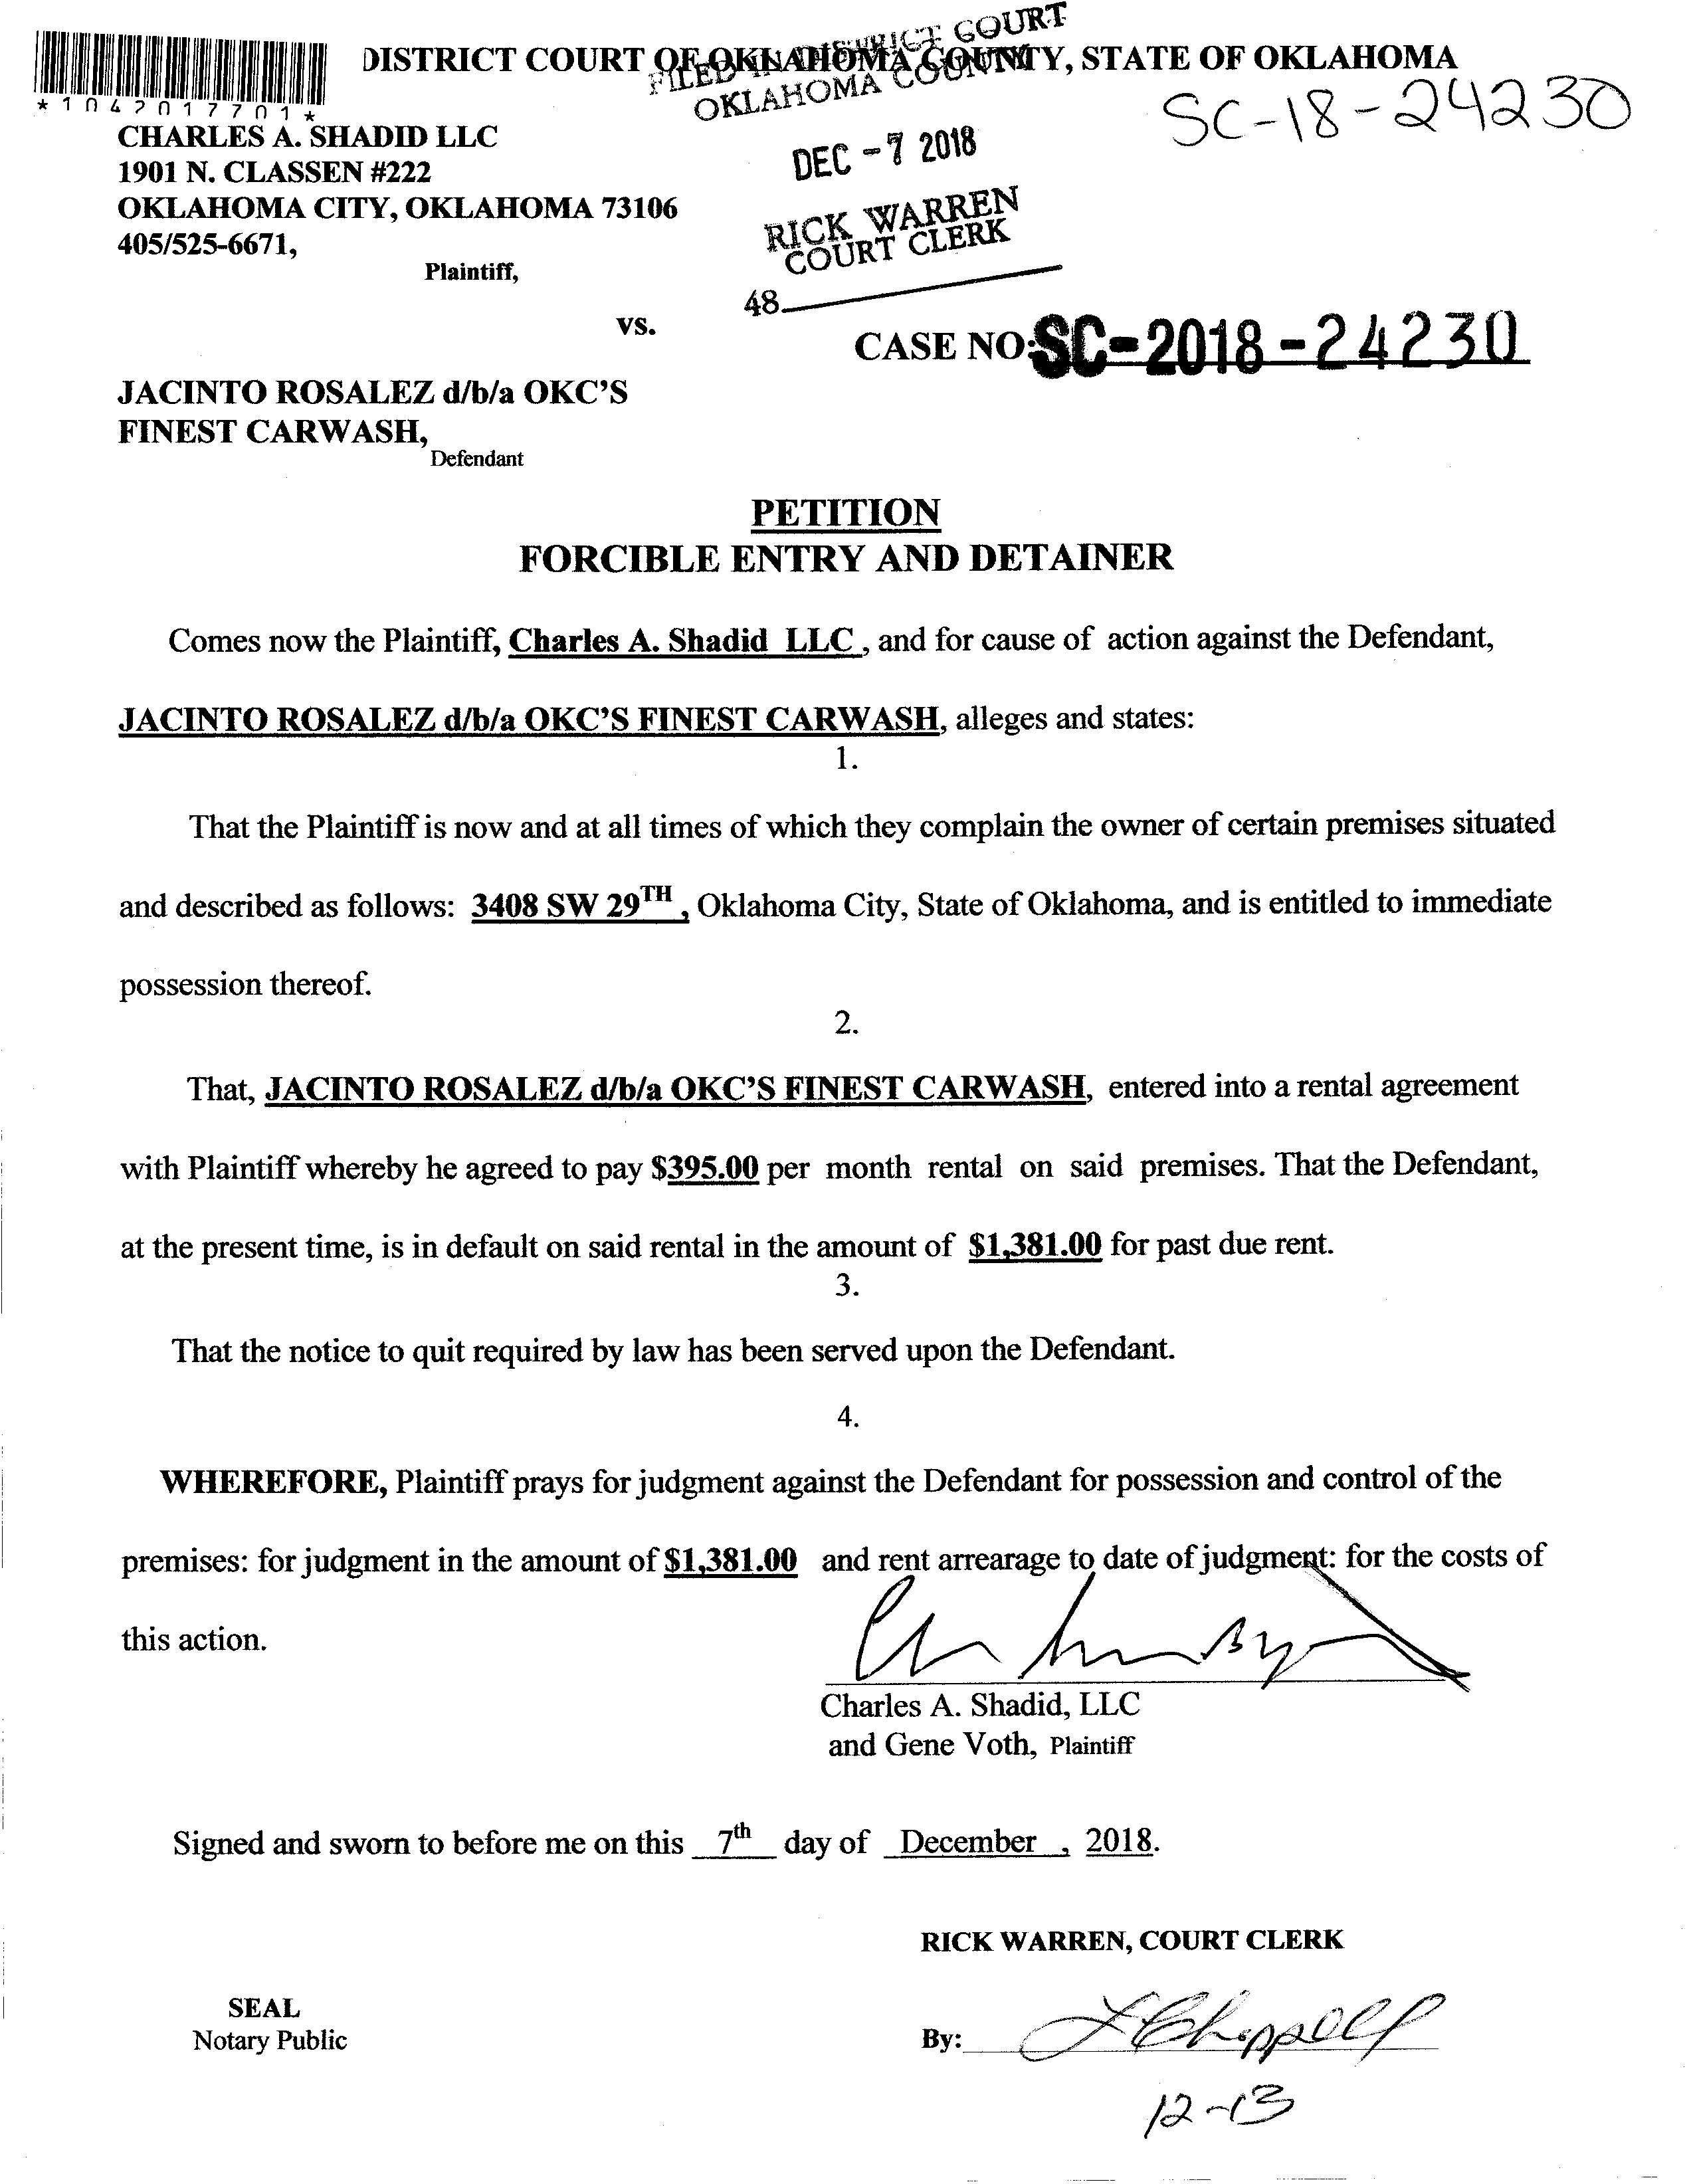 DISTRICT COURT OF OKLAHOMA COUNTY, STATE OF OKLAHOMA
FILED IN DISTRICT COURT
OKLAHOMA COUNTY
*1042017701*
SC-18-24230
CHARLES A. SHADID LLC
1901 N. CLASSEN #222
OKLAHOMA CITY, OKLAHOMA 73106
405/525-6671,
Plaintiff,
DEC -7 2018
RICK WARREN
COURT CLERK
48
vs.
CASE NO: SC-2018-24230
JACINTO ROSALEZ d/b/a OKC'S
FINEST CARWASH,
Defendant
PETITION
FORCIBLE ENTRY AND DETAINER
Comes now the Plaintiff, Charles A. Shadid LLC , and for cause of action against the Defendant,
JACINTO ROSALEZ d/b/a OKC'S FINEST CARWASH, alleges and states:
1.
That the Plaintiff is now and at all times of which they complain the owner of certain premises situated
and described as follows: 3408 SW 29TH , Oklahoma City, State of Oklahoma, and is entitled to immediate
possession thereof.
2.
That, JACINTO ROSALEZ d/b/a OKC'S FINEST CARWASH, entered into a rental agreement
with Plaintiff whereby he agreed to pay $395.00 per month rental on said premises. That the Defendant,
at the present time, is in default on said rental in the amount of $1,381.00 for past due rent.
3.
That the notice to quit required by law has been served upon the Defendant.
4.
WHEREFORE, Plaintiff prays for judgment against the Defendant for possession and control of the
premises: for judgment in the amount of $1,381.00 and rent arrearage to date of judgment: for the costs of
this action.
Charles A. Shadid, LLC
and Gene Voth, Plaintiff
Signed and sworn to before me on this 7th day of December , 2018.
RICK WARREN, COURT CLERK
SEAL
Notary Public
By: Chappell
12-13